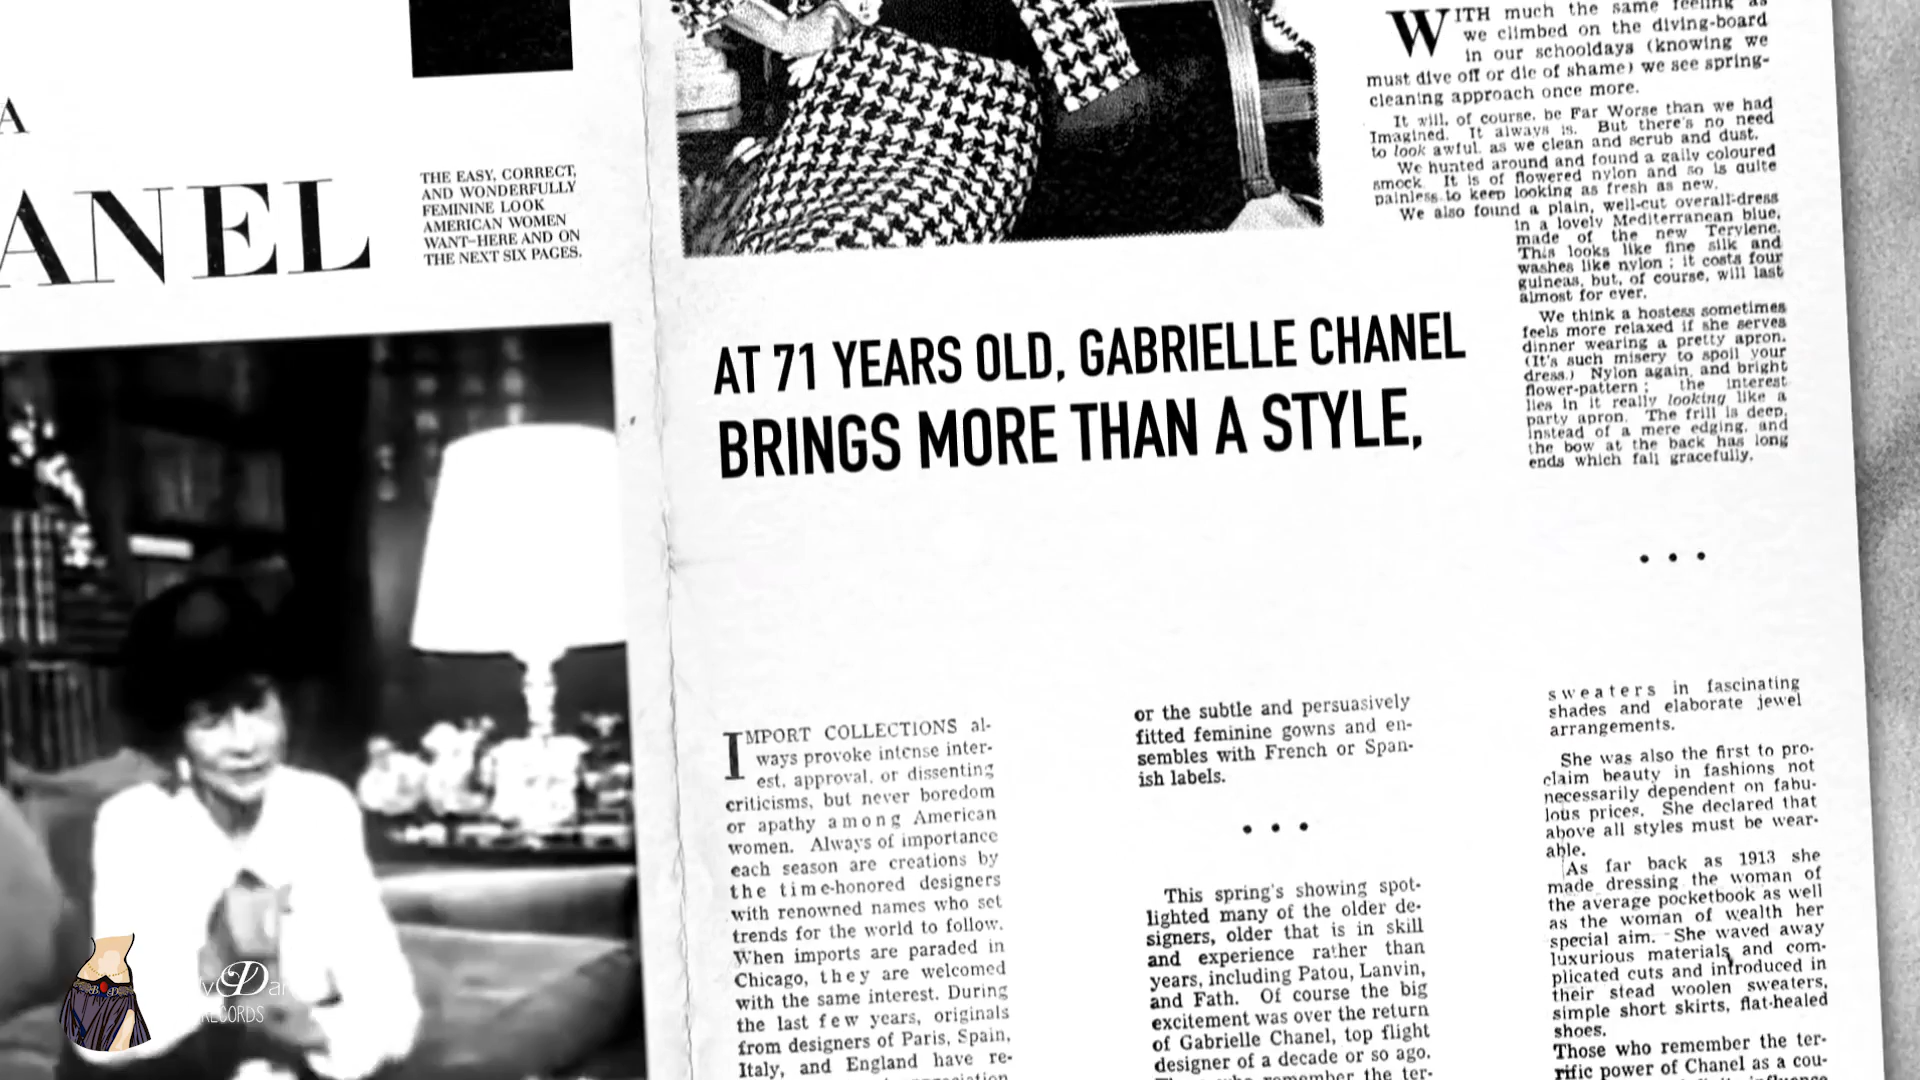 A
ANEL
THE EASY, CORRECT,
AND WONDERFULLY
FEMININE LOOK
AMERICAN WOMEN
WANT–HERE AND ON
THE NEXT SIX PAGES.
AT 71 YEARS OLD, GABRIELLE CHANEL
BRINGS MORE THAN A STYLE,
WITH much the same feeling as
we climbed on the diving-board
in our schooldays (knowing we
must dive off or die of shame) we see spring-
cleaning approach once more.
It will, of course, be Far Worse than we had
Imagined. It always is. But there's no need
to look awful, as we clean and scrub and dust.
We hunted around and found a gaily coloured
smock. It is of flowered nylon and so is quite
painless to keep looking as fresh as new.
We also found a plain, well-cut overall-dress
in a lovely Mediterranean blue,
made of the new Terylene.
This looks like fine silk and
washes like nylon ; it costs four
guineas, but, of course, will last
almost for ever.
We think a hostess sometimes
feels more relaxed if she serves
dinner wearing a pretty apron.
(It's such misery to spoil your
dress.) Nylon again, and bright
flower-pattern ; the interest
lies in it really looking like a
party apron. The frill is deep,
instead of a mere edging, and
the bow at the back has long
ends which fall gracefully.
• • •
IMPORT COLLECTIONS al-
ways provoke intense inter-
est, approval, or dissenting
criticisms, but never boredom
or apathy among American
women. Always of importance
each season are creations by
the time-honored designers
with renowned names who set
trends for the world to follow.
When imports are paraded in
Chicago, they are welcomed
with the same interest. During
the last few years, originals
from designers of Paris, Spain,
Italy, and England have re-
or the subtle and persuasively
fitted feminine gowns and en-
sembles with French or Span-
ish labels.
• • •
This spring's showing spot-
lighted many of the older de-
signers, older that is in skill
and experience rather than
years, including Patou, Lanvin,
and Fath. Of course the big
excitement was over the return
of Gabrielle Chanel, top flight
designer of a decade or so ago.
Those who remember the ter-
sweaters in fascinating
shades and elaborate jewel
arrangements.
She was also the first to pro-
claim beauty in fashions not
necessarily dependent on fabu-
lous prices. She declared that
above all styles must be wear-
able.
As far back as 1913 she
made dressing the woman of
the average pocketbook as well
as the woman of wealth her
special aim. She waved away
luxurious materials and com-
plicated cuts and introduced in
their stead woolen sweaters,
simple short skirts, flat-healed
shoes.
Those who remember the ter-
rific power of Chanel as a cou-
RECORDS